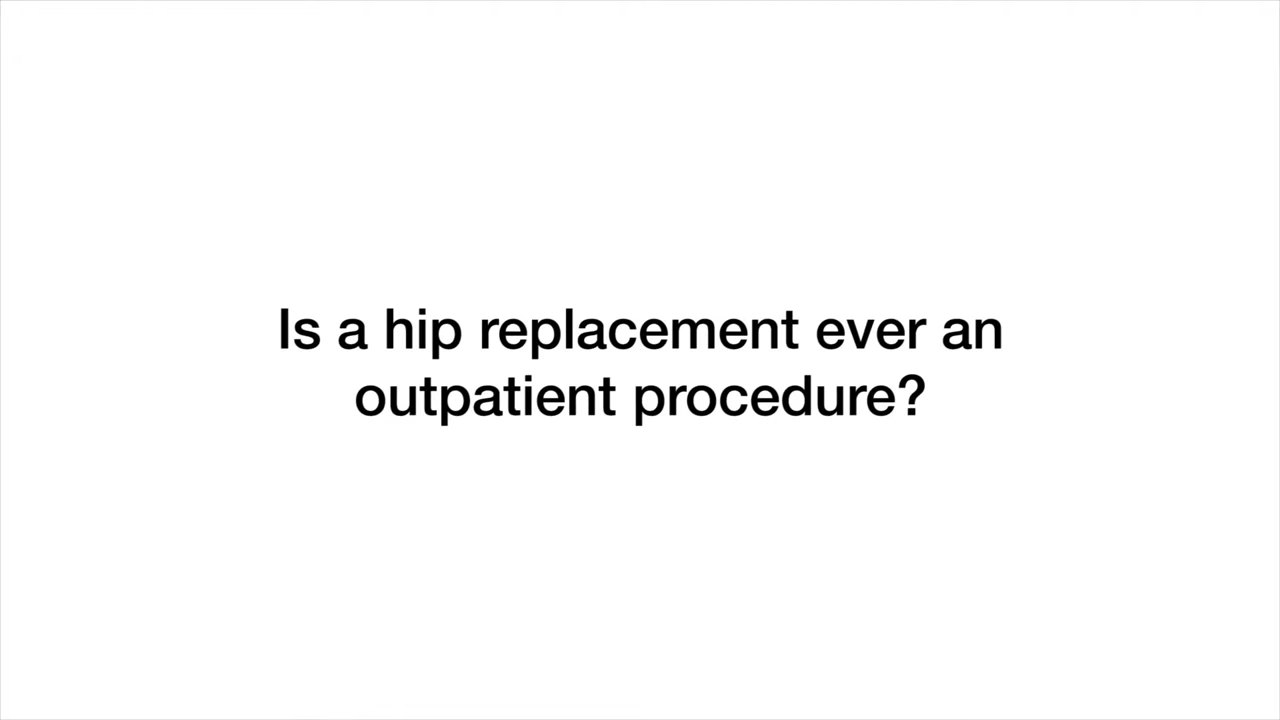 Is a hip replacement ever an
outpatient procedure?